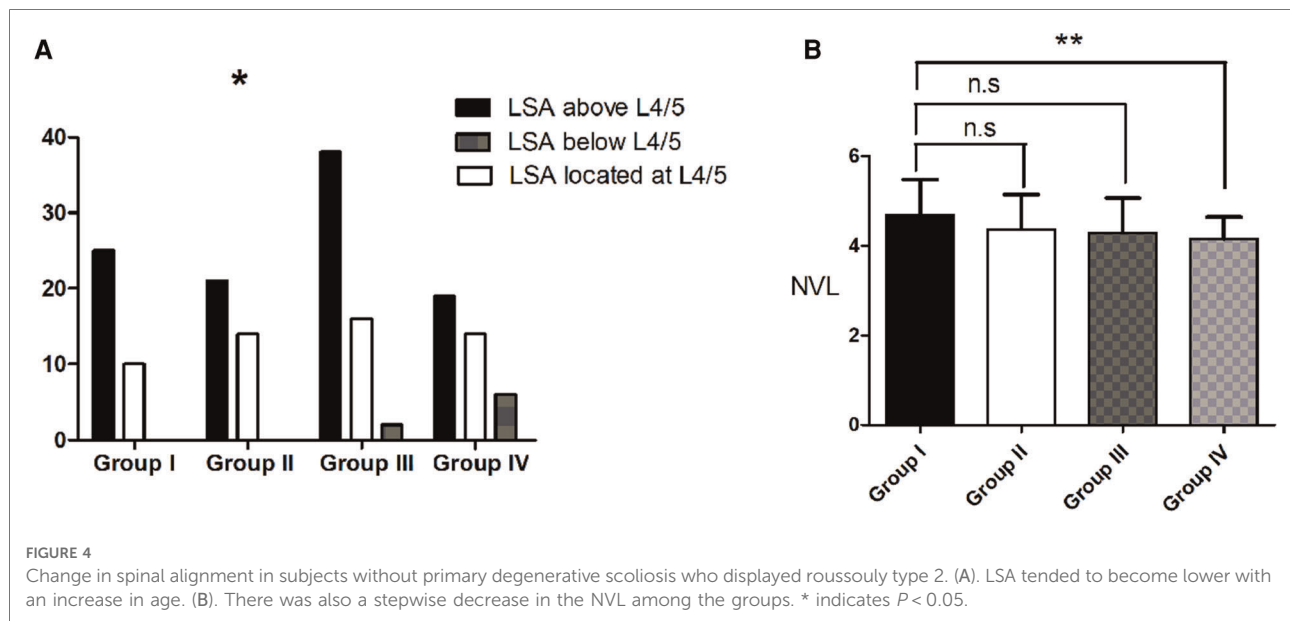 A
*
LSA above L4/5
LSA below L4/5
LSA located at L4/5
40
30
20
10
0
Group I
Group II
Group III
Group IV
B
**
n.s
n.s
6
4
2
0
NVL
Group I
Group II
Group III
Group IV
FIGURE 4
Change in spinal alignment in subjects without primary degenerative scoliosis who displayed roussouly type 2. (A). LSA tended to become lower with
an increase in age. (B). There was also a stepwise decrease in the NVL among the groups. * indicates P < 0.05.